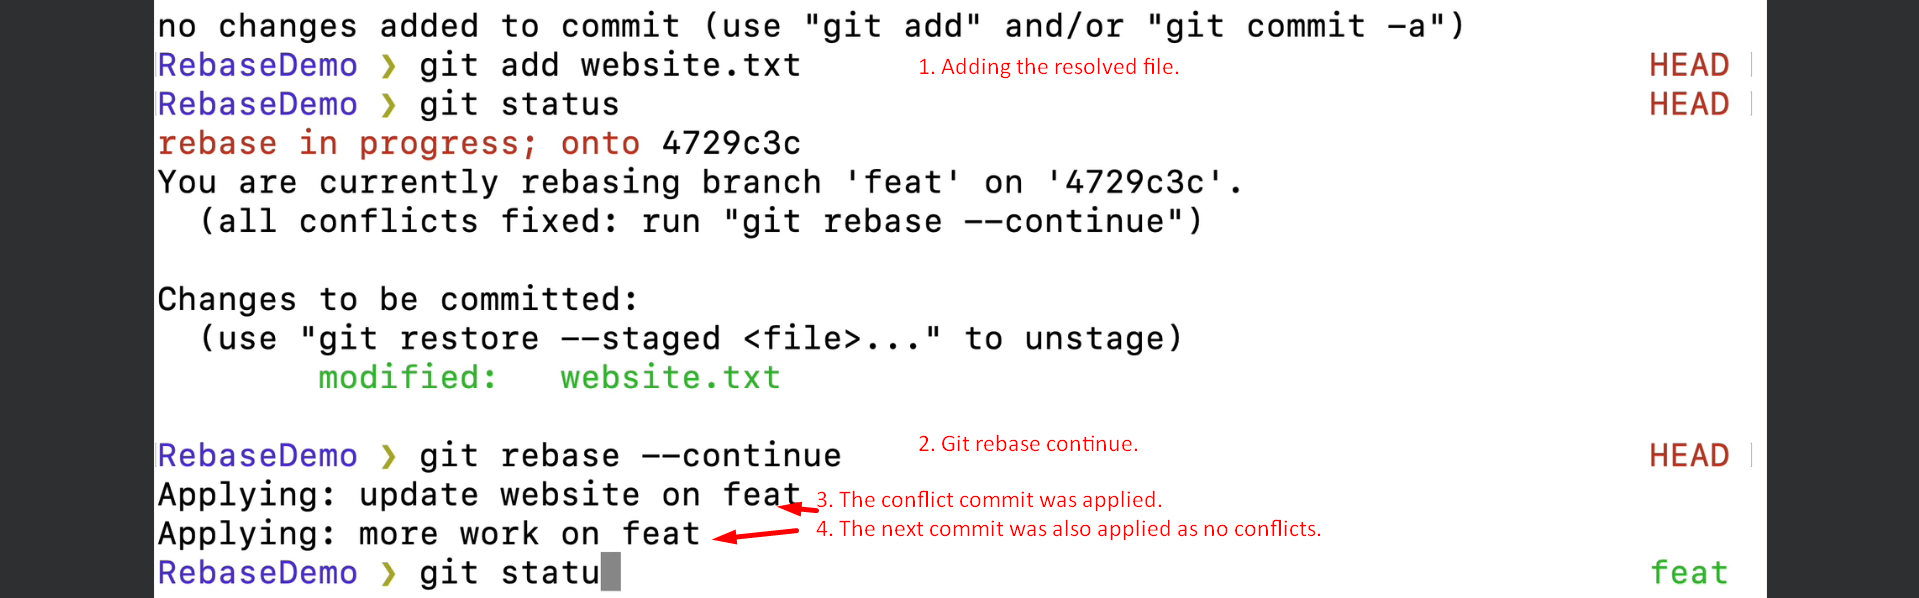 no changes added to commit (use "git add" and/or "git commit -a")
RebaseDemo ❯ git add website.txt 1. Adding the resolved file. HEAD
RebaseDemo ❯ git status HEAD
rebase in progress; onto 4729c3c
You are currently rebasing branch 'feat' on '4729c3c'.
(all conflicts fixed: run "git rebase --continue")
Changes to be committed:
(use "git restore --staged <file>..." to unstage)
modified: website.txt
RebaseDemo ❯ git rebase --continue 2. Git rebase continue. HEAD
Applying: update website on feat 3. The conflict commit was applied.
Applying: more work on feat 4. The next commit was also applied as no conflicts.
RebaseDemo ❯ git statu feat